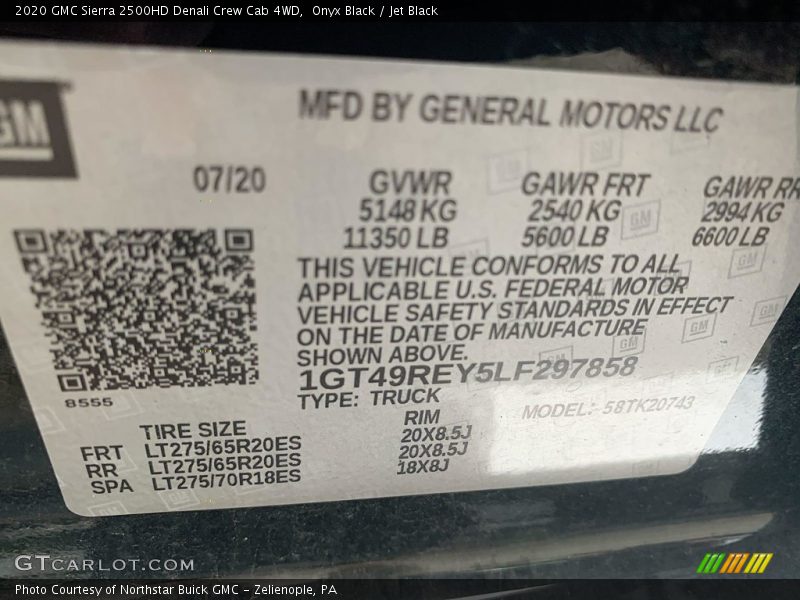 2020 GMC Sierra 2500HD Denali Crew Cab 4WD, Onyx Black / Jet Black
GM
MFD BY GENERAL MOTORS LLC
07/20
GVWR GAWR FRT GAWR RR
5148 KG 2540 KG 2994 KG
11350 LB 5600 LB 6600 LB
THIS VEHICLE CONFORMS TO ALL
APPLICABLE U.S. FEDERAL MOTOR
VEHICLE SAFETY STANDARDS IN EFFECT
ON THE DATE OF MANUFACTURE
SHOWN ABOVE.
1GT49REY5LF297858
TYPE: TRUCK
MODEL: 58TK20743
8555
TIRE SIZE RIM
FRT LT275/65R20ES 20X8.5J
RR LT275/65R20ES 20X8.5J
SPA LT275/70R18ES 18X8J
GTCARLOT.COM
Photo Courtesy of Northstar Buick GMC - Zelienople, PA